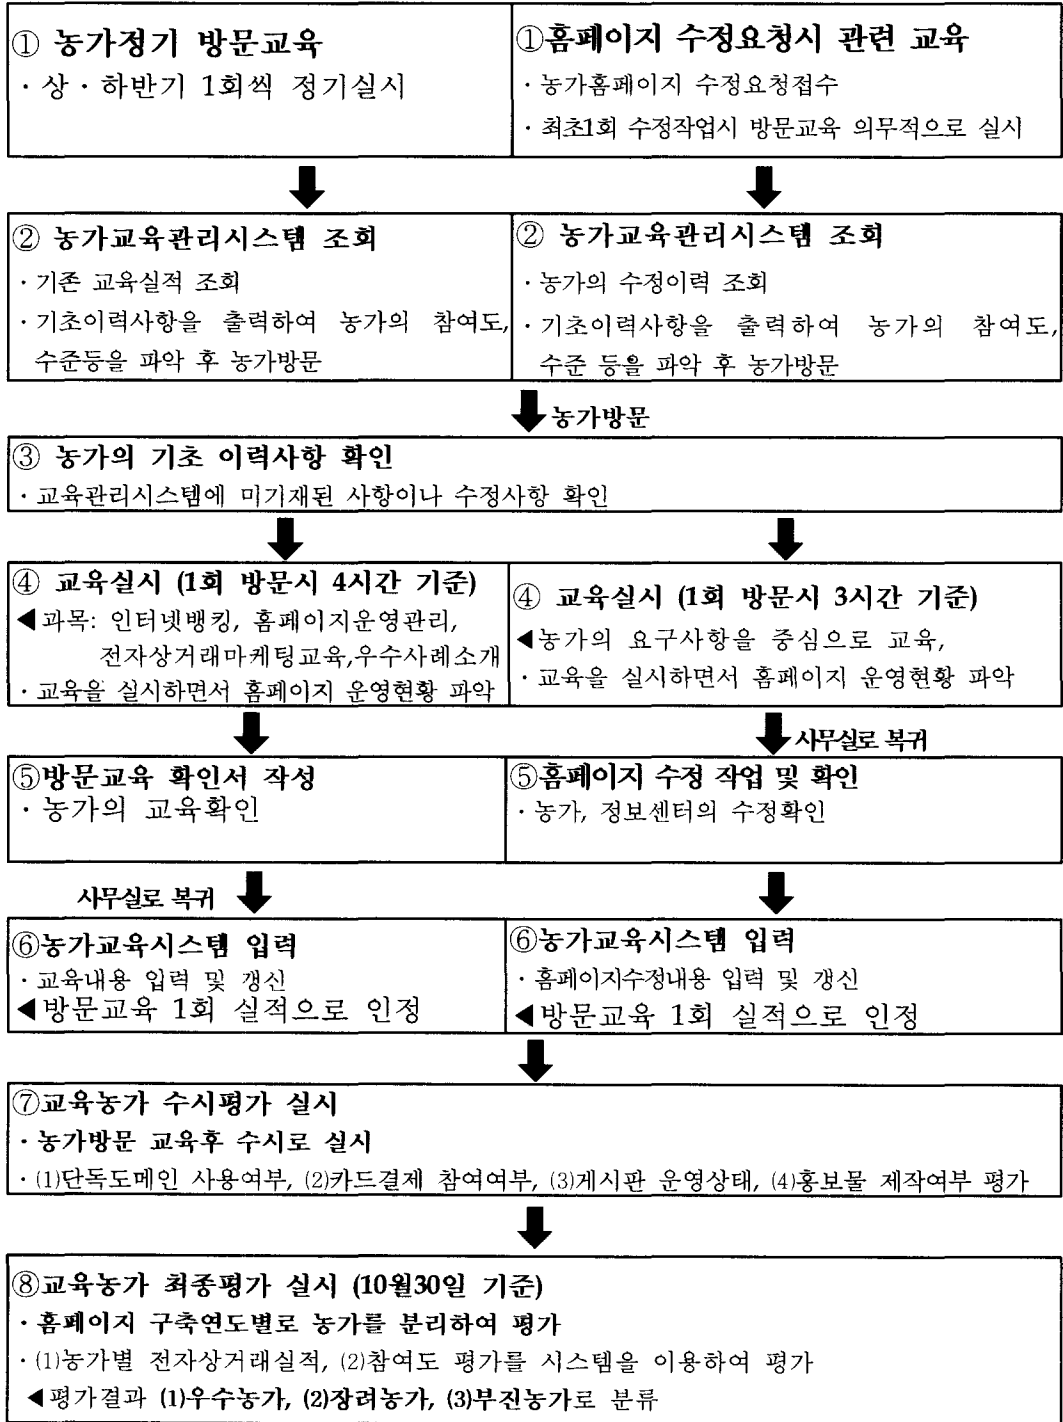 ① 농가정기 방문교육
· 상 · 하반기 1회씩 정기실시
①홈페이지 수정요청시 관련 교육
· 농가홈페이지 수정요청접수
· 최초1회 수정작업시 방문교육 의무적으로 실시
② 농가교육관리시스템 조회
· 기존 교육실적 조회
· 기초이력사항을 출력하여 농가의 참여도,
수준등을 파악 후 농가방문
② 농가교육관리시스템 조회
· 농가의 수정이력 조회
· 기초이력사항을 출력하여 농가의 참여도,
수준 등을 파악 후 농가방문
농가방문
③ 농가의 기초 이력사항 확인
· 교육관리시스템에 미기재된 사항이나 수정사항 확인
④ 교육실시 (1회 방문시 4시간 기준)
◀과목: 인터넷뱅킹, 홈페이지운영관리,
전자상거래마케팅교육,우수사례소개
· 교육을 실시하면서 홈페이지 운영현황 파악
④ 교육실시 (1회 방문시 3시간 기준)
◀농가의 요구사항을 중심으로 교육,
· 교육을 실시하면서 홈페이지 운영현황 파악
사무실로 복귀
⑤방문교육 확인서 작성
· 농가의 교육확인
⑤홈페이지 수정 작업 및 확인
· 농가, 정보센터의 수정확인
사무실로 복귀
⑥농가교육시스템 입력
· 교육내용 입력 및 갱신
◀방문교육 1회 실적으로 인정
⑥농가교육시스템 입력
· 홈페이지수정내용 입력 및 갱신
◀방문교육 1회 실적으로 인정
⑦교육농가 수시평가 실시
· 농가방문 교육후 수시로 실시
· (1)단독도메인 사용여부, (2)카드결제 참여여부, (3)게시판 운영상태, (4)홍보물 제작여부 평가
⑧교육농가 최종평가 실시 (10월30일 기준)
· 홈페이지 구축연도별로 농가를 분리하여 평가
· (1)농가별 전자상거래실적, (2)참여도 평가를 시스템을 이용하여 평가
◀평가결과 (1)우수농가, (2)장려농가, (3)부진농가로 분류